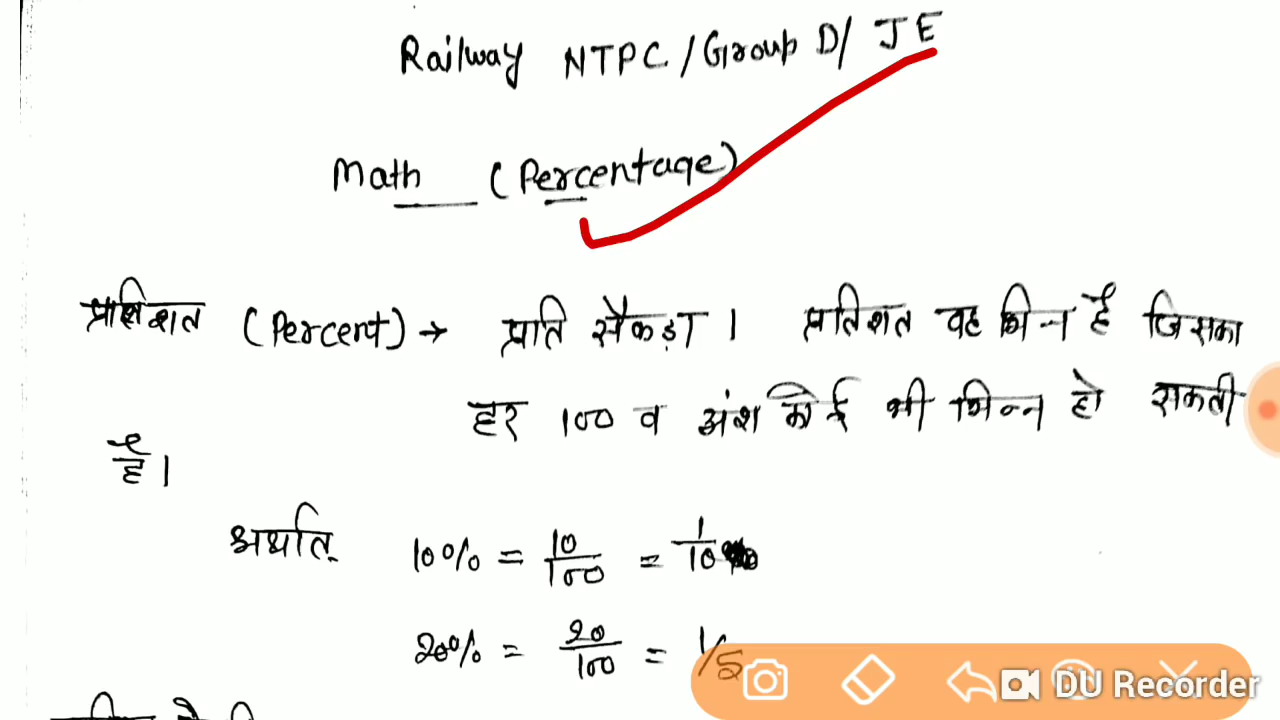 Railway NTPC / Group D / JE
Math (Percentage)
प्रतिशत (Percent) → प्रति सैकड़ा । प्रतिशत वह भिन्न है जिसका
हर 100 व अंश कोई भी भिन्न हो सकती
है।
अर्थात् 10% = 10/100 = 1/10
20% = 20/100 = 1/5
DU Recorder